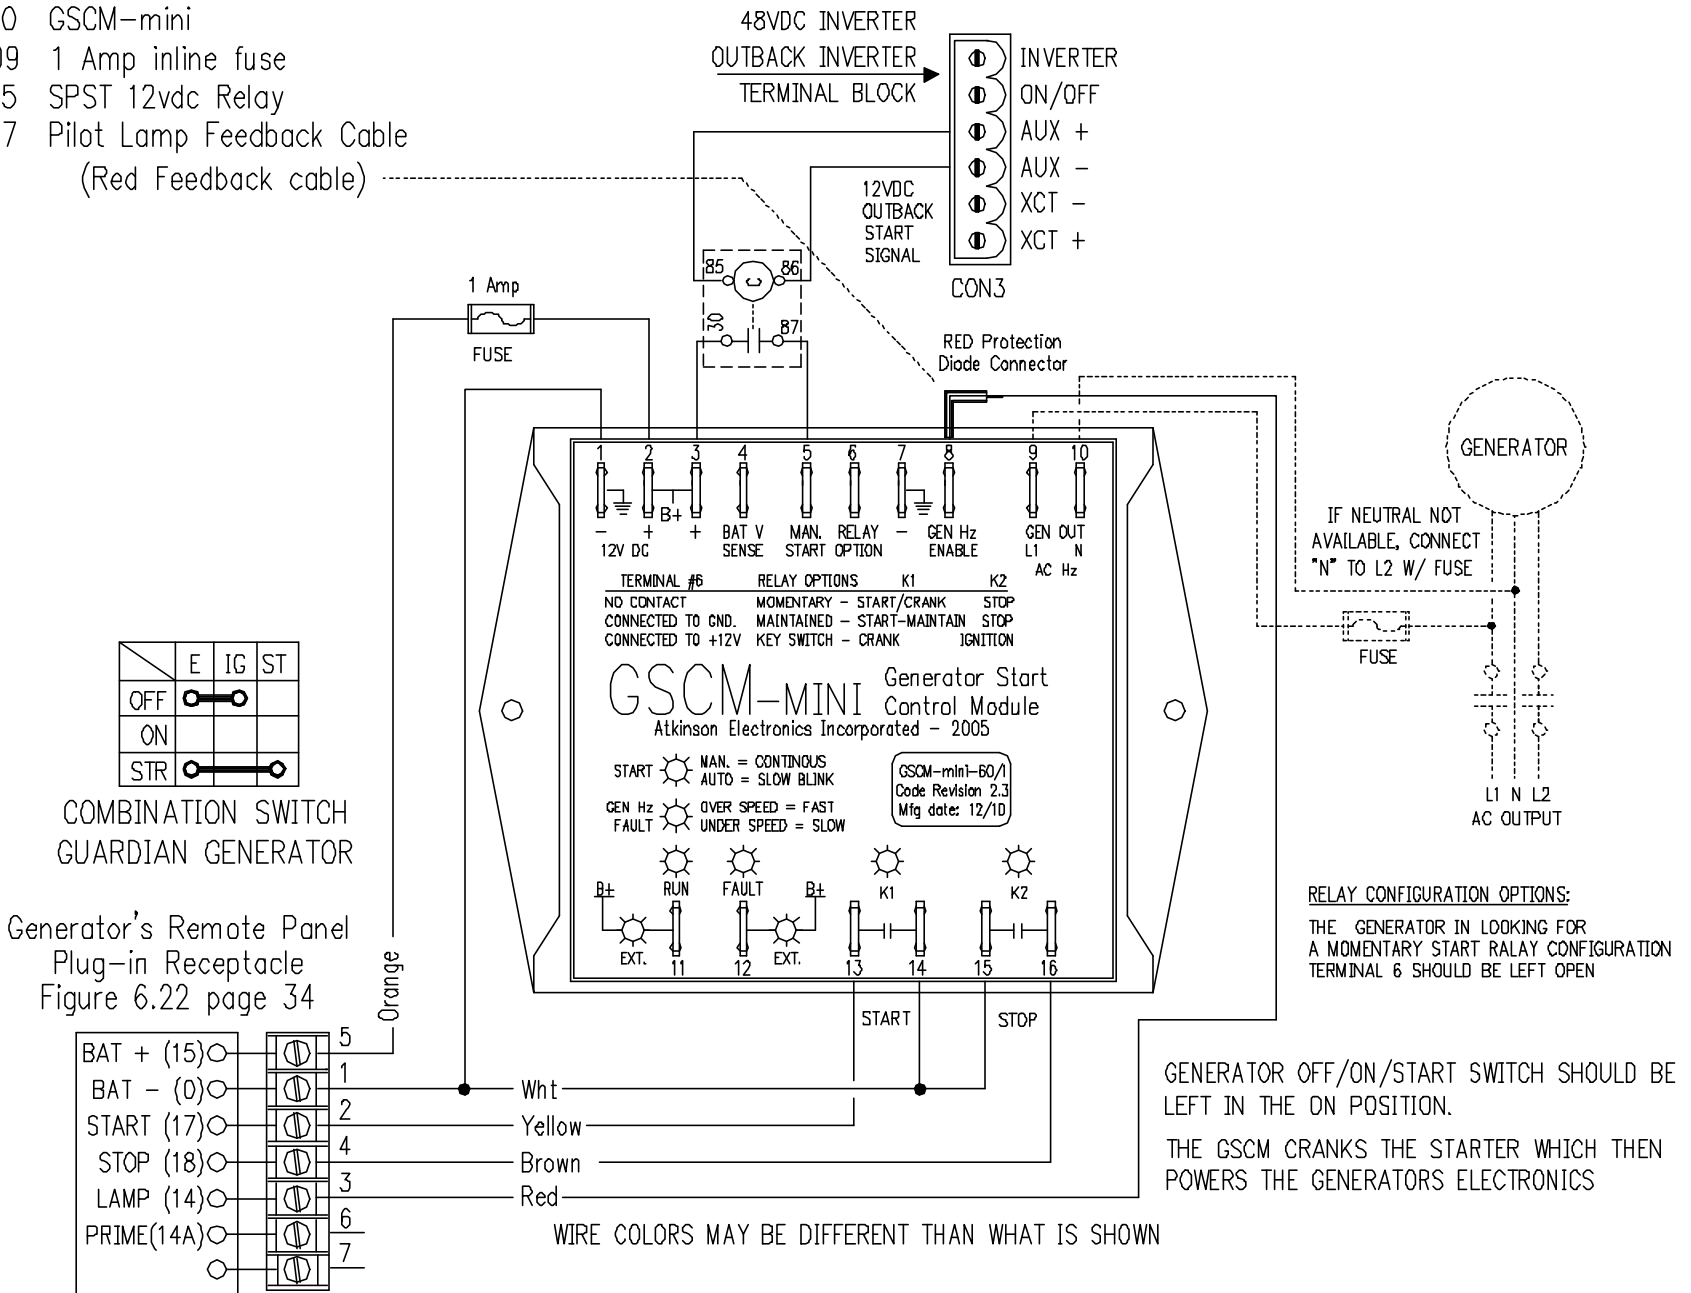 0 GSCM-mini
09 1 Amp inline fuse
5 SPST 12vdc Relay
7 Pilot Lamp Feedback Cable
(Red Feedback cable)
48VDC INVERTER
OUTBACK INVERTER
TERMINAL BLOCK
INVERTER
ON/OFF
AUX +
AUX -
XCT -
XCT +
CON3
12VDC
OUTBACK
START
SIGNAL
85 86
C
30 87
1 Amp
FUSE
RED Protection
Diode Connector
1 2 3 4 5 6 7 8 9 10
B+
- + + BAT V MAN. RELAY - GEN Hz GEN OUT
12V DC SENSE START OPTION ENABLE L1 N
AC Hz
TERMINAL #6 RELAY OPTIONS K1 K2
NO CONTACT MOMENTARY - START/CRANK STOP
CONNECTED TO GND. MAINTAINED - START-MAINTAIN STOP
CONNECTED TO +12V KEY SWITCH - CRANK IGNITION
GSCM-MINI Generator Start
Control Module
Atkinson Electronics Incorporated - 2005
START MAN. = CONTINOUS
AUTO = SLOW BLINK
GEN Hz OVER SPEED = FAST
FAULT UNDER SPEED = SLOW
GSCM-mini-60/1
Code Revision 2.3
Mfg date: 12/10
B+ RUN FAULT B+ K1 K2
EXT. 11 12 EXT. 13 14 15 16
START STOP
GENERATOR
IF NEUTRAL NOT
AVAILABLE, CONNECT
"N" TO L2 W/ FUSE
FUSE
L1 N L2
AC OUTPUT
E IG ST
OFF
ON
STR
COMBINATION SWITCH
GUARDIAN GENERATOR
RELAY CONFIGURATION OPTIONS:
THE GENERATOR IN LOOKING FOR
A MOMENTARY START RALAY CONFIGURATION
TERMINAL 6 SHOULD BE LEFT OPEN
Generator's Remote Panel
Plug-in Receptacle
Figure 6.22 page 34
Orange
BAT + (15) 5
BAT - (0) 1 Wht
START (17) 2 Yellow
STOP (18) 4 Brown
LAMP (14) 3 Red
PRIME(14A) 6
7
GENERATOR OFF/ON/START SWITCH SHOULD BE
LEFT IN THE ON POSITION.
THE GSCM CRANKS THE STARTER WHICH THEN
POWERS THE GENERATORS ELECTRONICS
WIRE COLORS MAY BE DIFFERENT THAN WHAT IS SHOWN